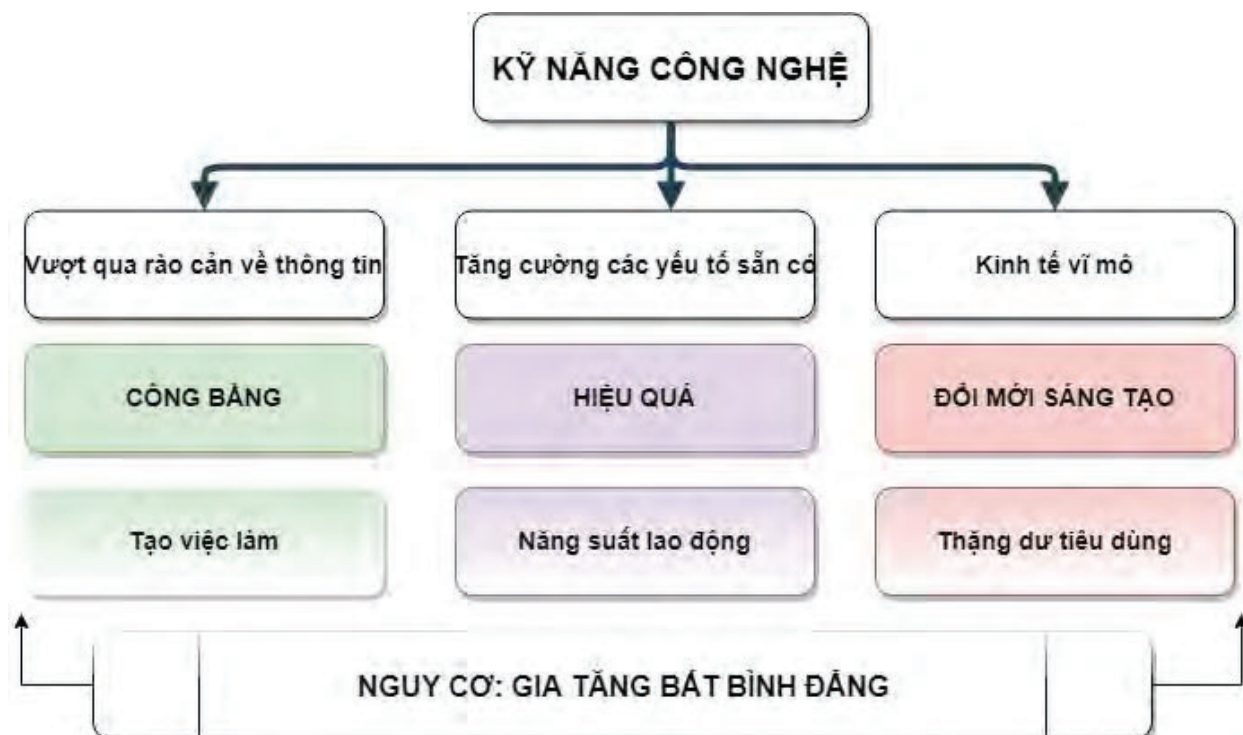 KỸ NĂNG CÔNG NGHỆ
Vượt qua rào cản về thông tin
Tăng cường các yếu tố sẵn có
Kinh tế vĩ mô
CÔNG BẰNG
HIỆU QUẢ
ĐỔI MỚI SÁNG TẠO
Tạo việc làm
Năng suất lao động
Thặng dư tiêu dùng
NGUY CƠ: GIA TĂNG BẤT BÌNH ĐẲNG